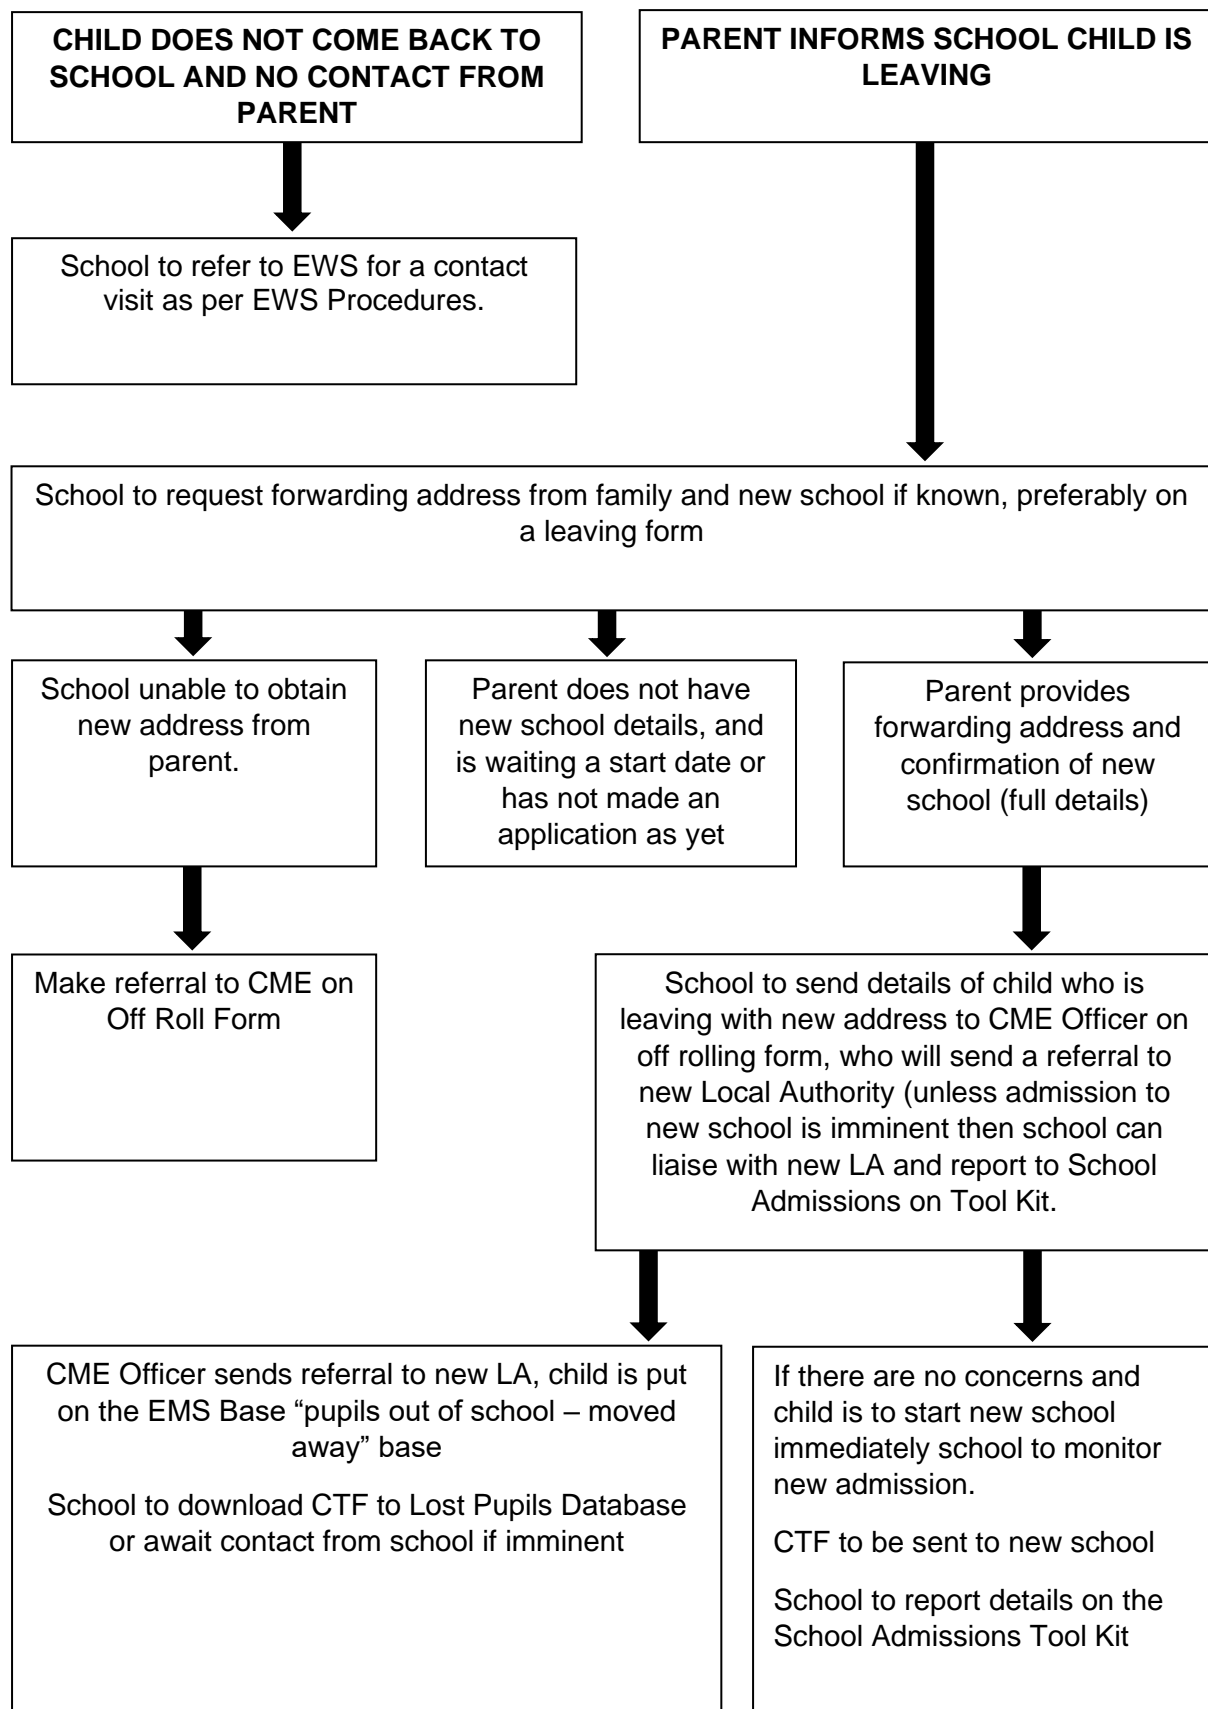 CHILD DOES NOT COME BACK TO
SCHOOL AND NO CONTACT FROM
PARENT
PARENT INFORMS SCHOOL CHILD IS
LEAVING
School to refer to EWS for a contact
visit as per EWS Procedures.
School to request forwarding address from family and new school if known, preferably on
a leaving form
School unable to obtain
new address from
parent.
Parent does not have
new school details, and
is waiting a start date or
has not made an
application as yet
Parent provides
forwarding address and
confirmation of new
school (full details)
Make referral to CME on
Off Roll Form
School to send details of child who is
leaving with new address to CME Officer on
off rolling form, who will send a referral to
new Local Authority (unless admission to
new school is imminent then school can
liaise with new LA and report to School
Admissions on Tool Kit.
CME Officer sends referral to new LA, child is put
on the EMS Base “pupils out of school – moved
away” base
School to download CTF to Lost Pupils Database
or await contact from school if imminent
If there are no concerns and
child is to start new school
immediately school to monitor
new admission.
CTF to be sent to new school
School to report details on the
School Admissions Tool Kit